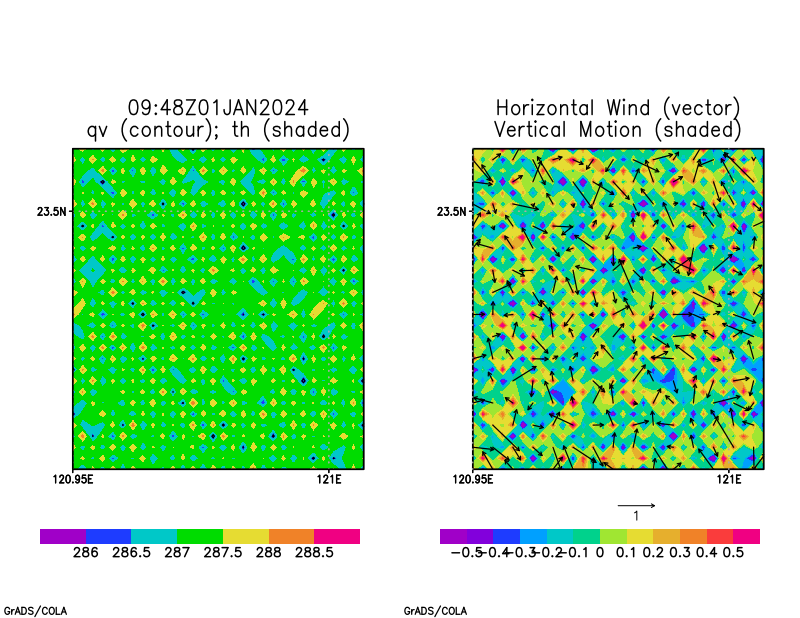 09:48Z01JAN2024
qv (contour); th (shaded)
Horizontal Wind (vector)
Vertical Motion (shaded)
23.5N
23.5N
120.95E
121E
120.95E
121E
1
286 286.5 287 287.5 288 288.5
-0.5 -0.4 -0.3 -0.2 -0.1 0 0.1 0.2 0.3 0.4 0.5
GrADS/COLA
GrADS/COLA